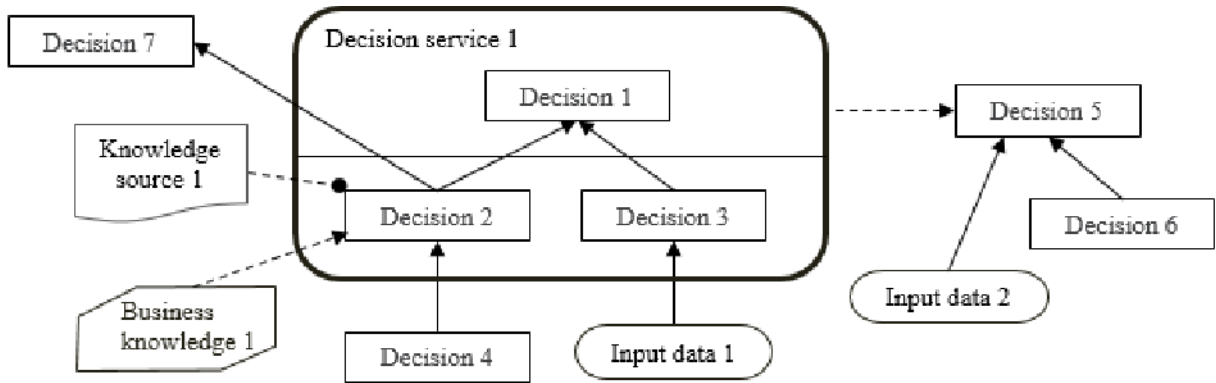 Decision 7
Decision service 1
Decision 1
Decision 5
Knowledge
source 1
Decision 2
Decision 3
Decision 6
Business
knowledge 1
Input data 2
Decision 4
Input data 1